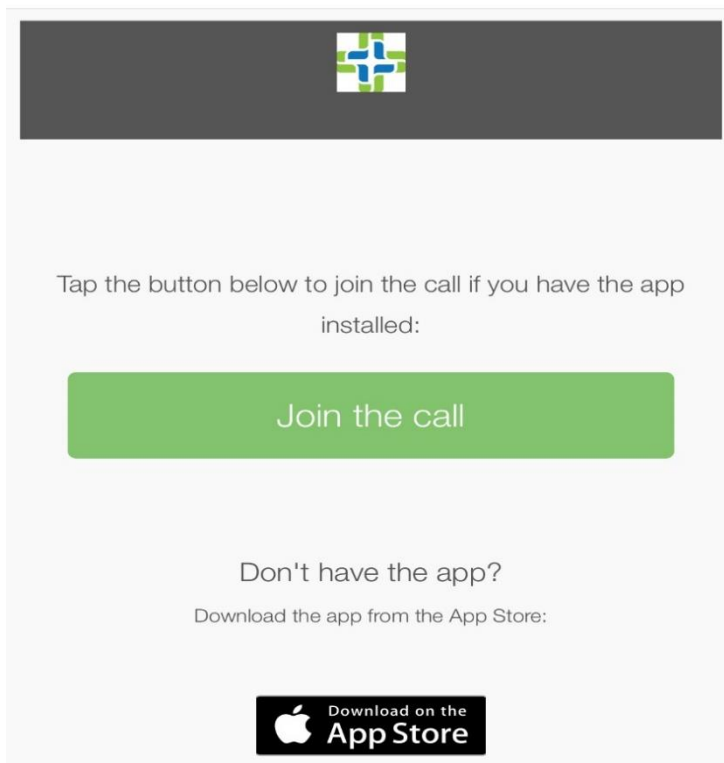 Tap the button below to join the call if you have the app
installed:
Join the call
Don't have the app?
Download the app from the App Store:
Download on the
App Store